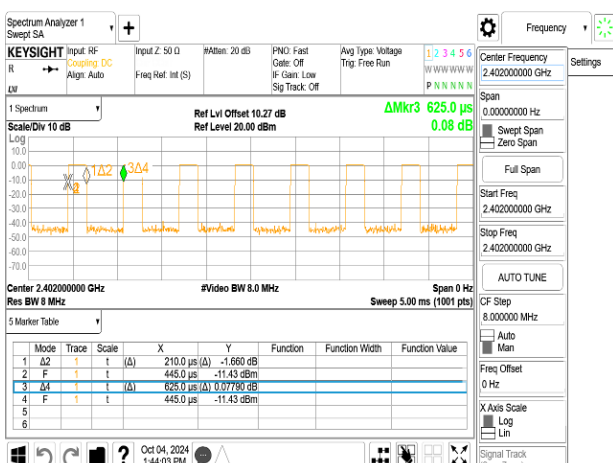 Spectrum Analyzer 1
Swept SA
Frequency
KEYSIGHT Input: RF Input Z: 50 Ω #Atten: 20 dB PNO: Fast Avg Type: Voltage 1 2 3 4 5 6
R Coupling: DC Gate: Off Trig: Free Run
Align: Auto Freq Ref: Int (S) IF Gain: Low W W W W W W
Sig Track: Off P N N N N N
Center Frequency
2.402000000 GHz
Settings
Span
0.00000000 Hz
Swept Span
Zero Span
Full Span
Start Freq
2.402000000 GHz
Stop Freq
2.402000000 GHz
AUTO TUNE
CF Step
8.000000 MHz
Auto
Man
Freq Offset
0 Hz
X Axis Scale
Log
Lin
Signal Track
1 Spectrum
Ref Lvl Offset 10.27 dB ΔMkr3 625.0 µs
Scale/Div 10 dB Ref Level 20.00 dBm 0.08 dB
Log
10.0
0.00
-10.0
-20.0
-30.0
-40.0
-50.0
-60.0
-70.0
1Δ2 3Δ4
Center 2.402000000 GHz #Video BW 8.0 MHz Span 0 Hz
Res BW 8 MHz Sweep 5.00 ms (1001 pts)
5 Marker Table
Mode Trace Scale X Y Function Function Width Function Value
1 Δ2 1 t (Δ) 210.0 µs (Δ) -1.660 dB
2 F 1 t 445.0 µs -11.43 dBm
3 Δ4 1 t (Δ) 625.0 µs (Δ) 0.07790 dB
4 F 1 t 445.0 µs -11.43 dBm
5
6
? Oct 04, 2024
1:44:03 PM